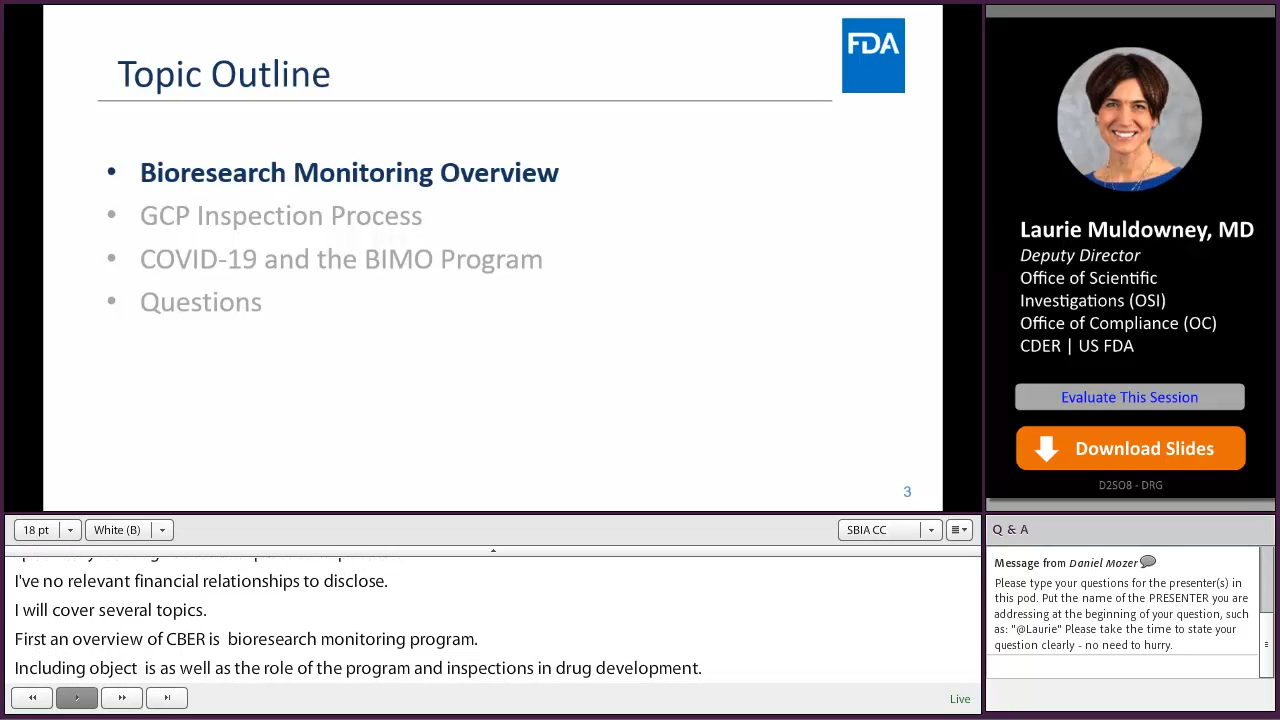 Topic Outline
FDA
• Bioresearch Monitoring Overview
• GCP Inspection Process
• COVID-19 and the BIMO Program
• Questions
3
Laurie Muldowney, MD
Deputy Director
Office of Scientific
Investigations (OSI)
Office of Compliance (OC)
CDER | US FDA
Evaluate This Session
Download Slides
D2SO8 - DRG
18 pt
White (B)
SBIA CC
I've no relevant financial relationships to disclose.
I will cover several topics.
First an overview of CBER is bioresearch monitoring program.
Including object is as well as the role of the program and inspections in drug development.
Live
Q & A
Message from Daniel Mozer
Please type your questions for the presenter(s) in
this pod. Put the name of the PRESENTER you are
addressing at the beginning of your question, such
as: "@Laurie" Please take the time to state your
question clearly - no need to hurry.